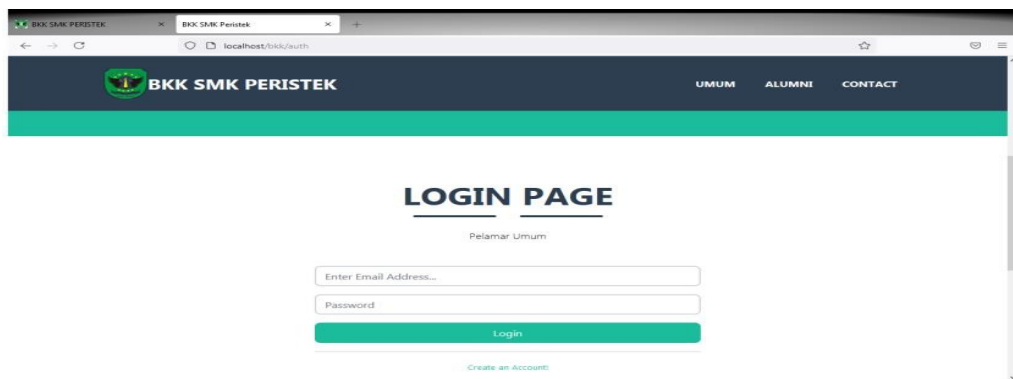 BKK SMK PERISTEK
BKK SMK Peristek
localhost/bkk/auth
BKK SMK PERISTEK
UMUM ALUMNI CONTACT
LOGIN PAGE
Pelamar Umum
Enter Email Address...
Password
Login
Create an Account!